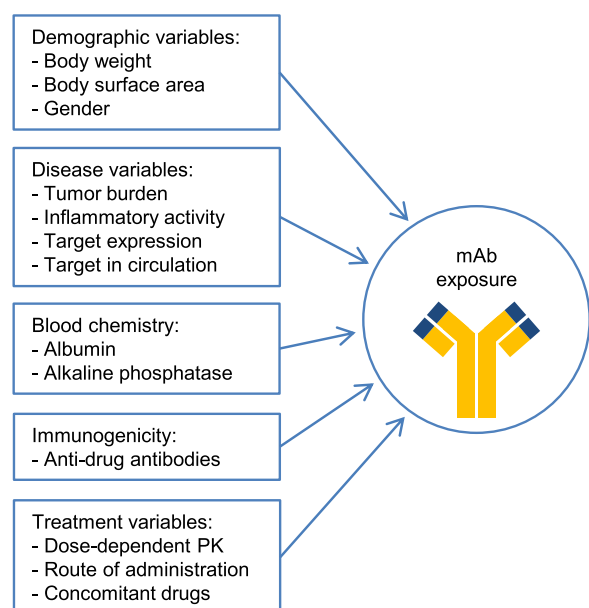 Demographic variables:
- Body weight
- Body surface area
- Gender
Disease variables:
- Tumor burden
- Inflammatory activity
- Target expression
- Target in circulation
Blood chemistry:
- Albumin
- Alkaline phosphatase
Immunogenicity:
- Anti-drug antibodies
Treatment variables:
- Dose-dependent PK
- Route of administration
- Concomitant drugs
mAb
exposure